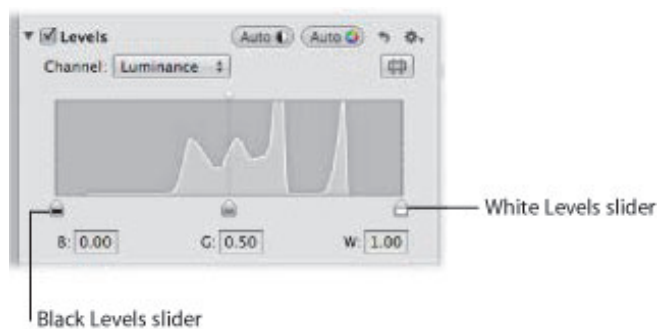 Levels Auto Auto
Channel: Luminance
White Levels slider
B: 0.00 G: 0.50 W: 1.00
Black Levels slider